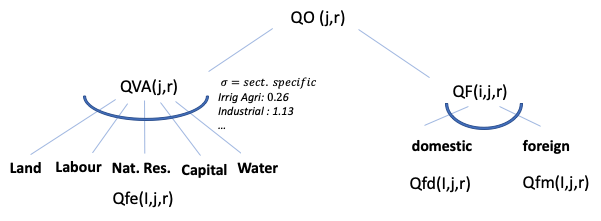 QO (j,r)
QVA(j,r)
σ = sect. specific
Irrig Agri: 0.26
Industrial : 1.13
...
QF(i,j,r)
domestic
foreign
Land
Labour
Nat. Res.
Capital
Water
Qfe(I,j,r)
Qfd(I,j,r)
Qfm(I,j,r)